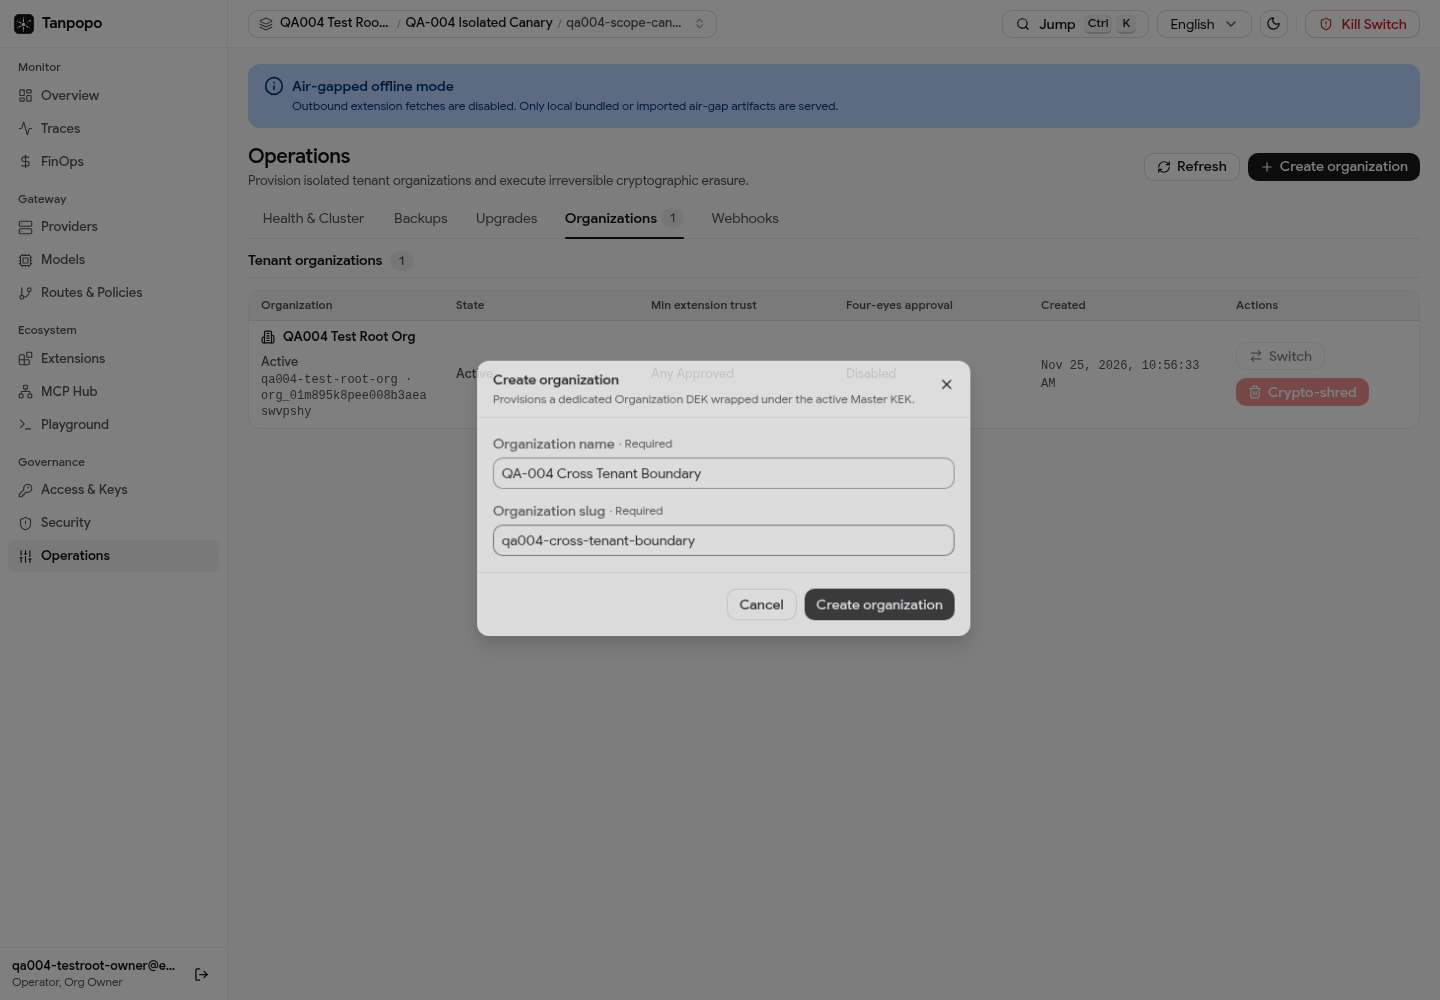 Tanpopo
QA004 Test Roo... / QA-004 Isolated Canary / qa004-scope-can...
Jump Ctrl K
English
Kill Switch
Monitor
Overview
Traces
FinOps
Gateway
Providers
Models
Routes & Policies
Ecosystem
Extensions
MCP Hub
Playground
Governance
Access & Keys
Security
Operations
qa004-testroot-owner@e...
Operator, Org Owner
Air-gapped offline mode
Outbound extension fetches are disabled. Only local bundled or imported air-gap artifacts are served.
Operations
Provision isolated tenant organizations and execute irreversible cryptographic erasure.
Refresh
Create organization
Health & Cluster Backups Upgrades Organizations 1 Webhooks
Tenant organizations 1
Organization State Min extension trust Four-eyes approval Created Actions
QA004 Test Root Org
Active
qa004-test-root-org ·
org_01m895k8pee008b3aea
swvpshy
Active Any Approved Disabled
Nov 25, 2026, 10:56:33
AM
Switch
Crypto-shred
Create organization
Provisions a dedicated Organization DEK wrapped under the active Master KEK.
Organization name · Required
QA-004 Cross Tenant Boundary
Organization slug · Required
qa004-cross-tenant-boundary
Cancel Create organization